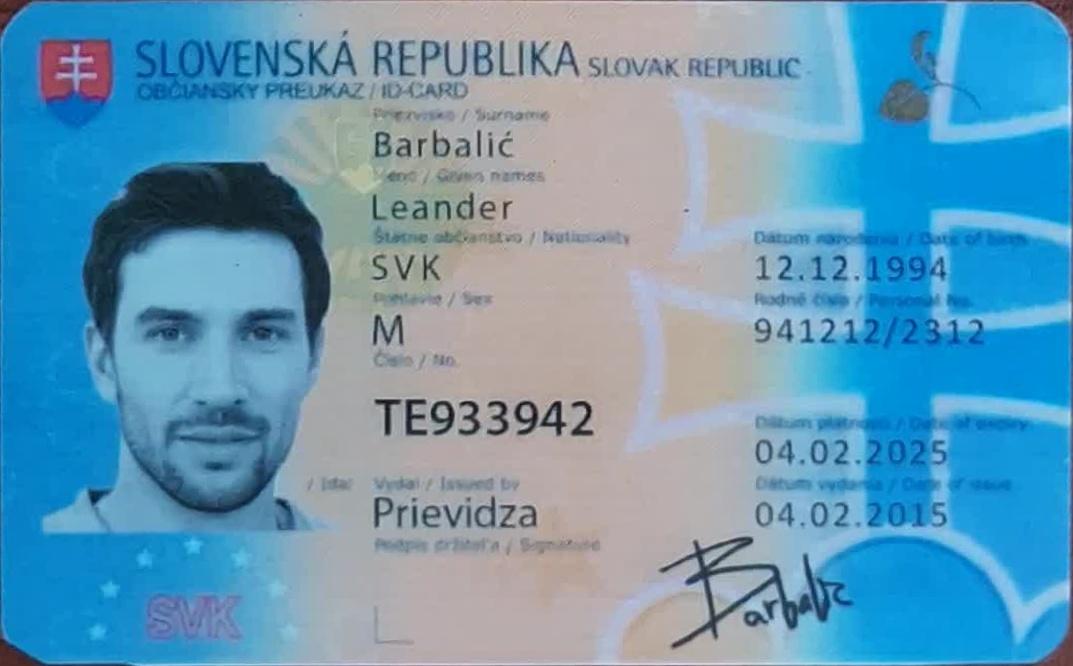 SLOVENSKÁ REPUBLIKA SLOVAK REPUBLIC
OBČIANSKY PREUKAZ / ID-CARD
Priezvisko / Surname
Barbalić
Meno / Given names
Leander
Štátne občianstvo / Nationality
SVK
Dátum narodenia / Date of birth
12.12.1994
Pohlavie / Sex
M
Rodné číslo / Personal No.
941212/2312
Číslo / No.
TE933942
Dátum platnosti / Date of expiry
04.02.2025
Vydal / Issued by
Prievidza
Dátum vydania / Date of issue
04.02.2015
Podpis držiteľa / Signature
Barbalić
SVK